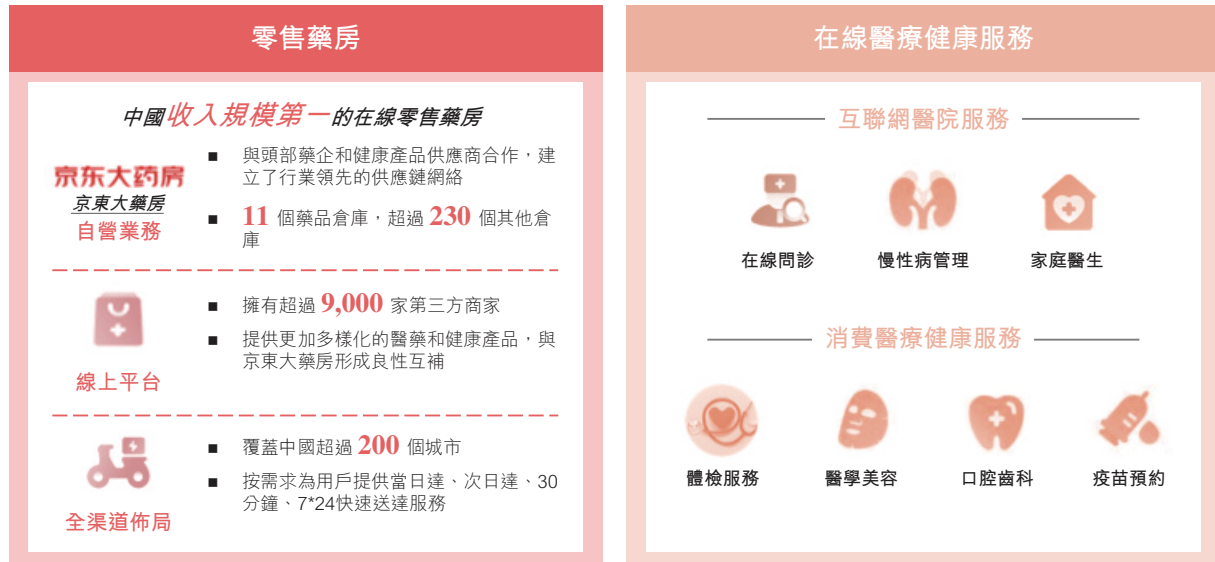 零售藥房
中國收入規模第一的在線零售藥房
京东大药房
京東大藥房
自營業務
■ 與頭部藥企和健康產品供應商合作，建
立了行業領先的供應鏈網絡
■ 11 個藥品倉庫，超過 230 個其他倉
庫
線上平台
■ 擁有超過 9,000 家第三方商家
■ 提供更加多樣化的醫藥和健康產品，與
京東大藥房形成良性互補
全渠道佈局
■ 覆蓋中國超過 200 個城市
■ 按需求為用戶提供當日達、次日達、30
分鐘、7*24快速送達服務
在線醫療健康服務
互聯網醫院服務
在線問診
慢性病管理
家庭醫生
消費醫療健康服務
體檢服務
醫學美容
口腔齒科
疫苗預約